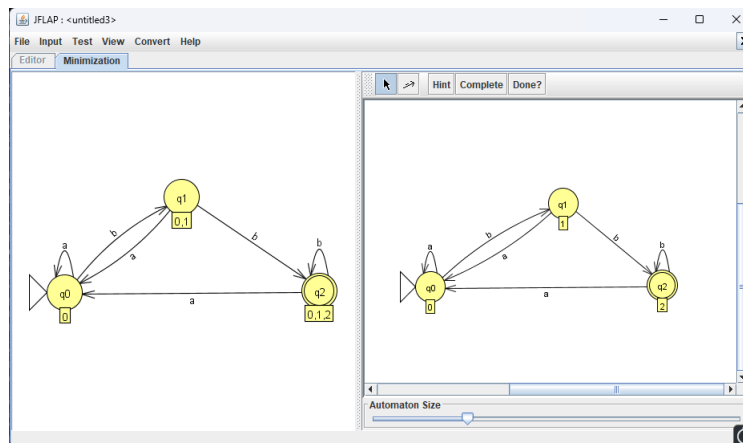 JFLAP : <untitled3>
File Input Test View Convert Help
Editor Minimization
Hint Complete Done?
q1
0,1
b
a
b
a
b
q0
0
a
q2
0,1,2
q1
1
b
a
b
a
b
q0
0
a
q2
2
Automaton Size